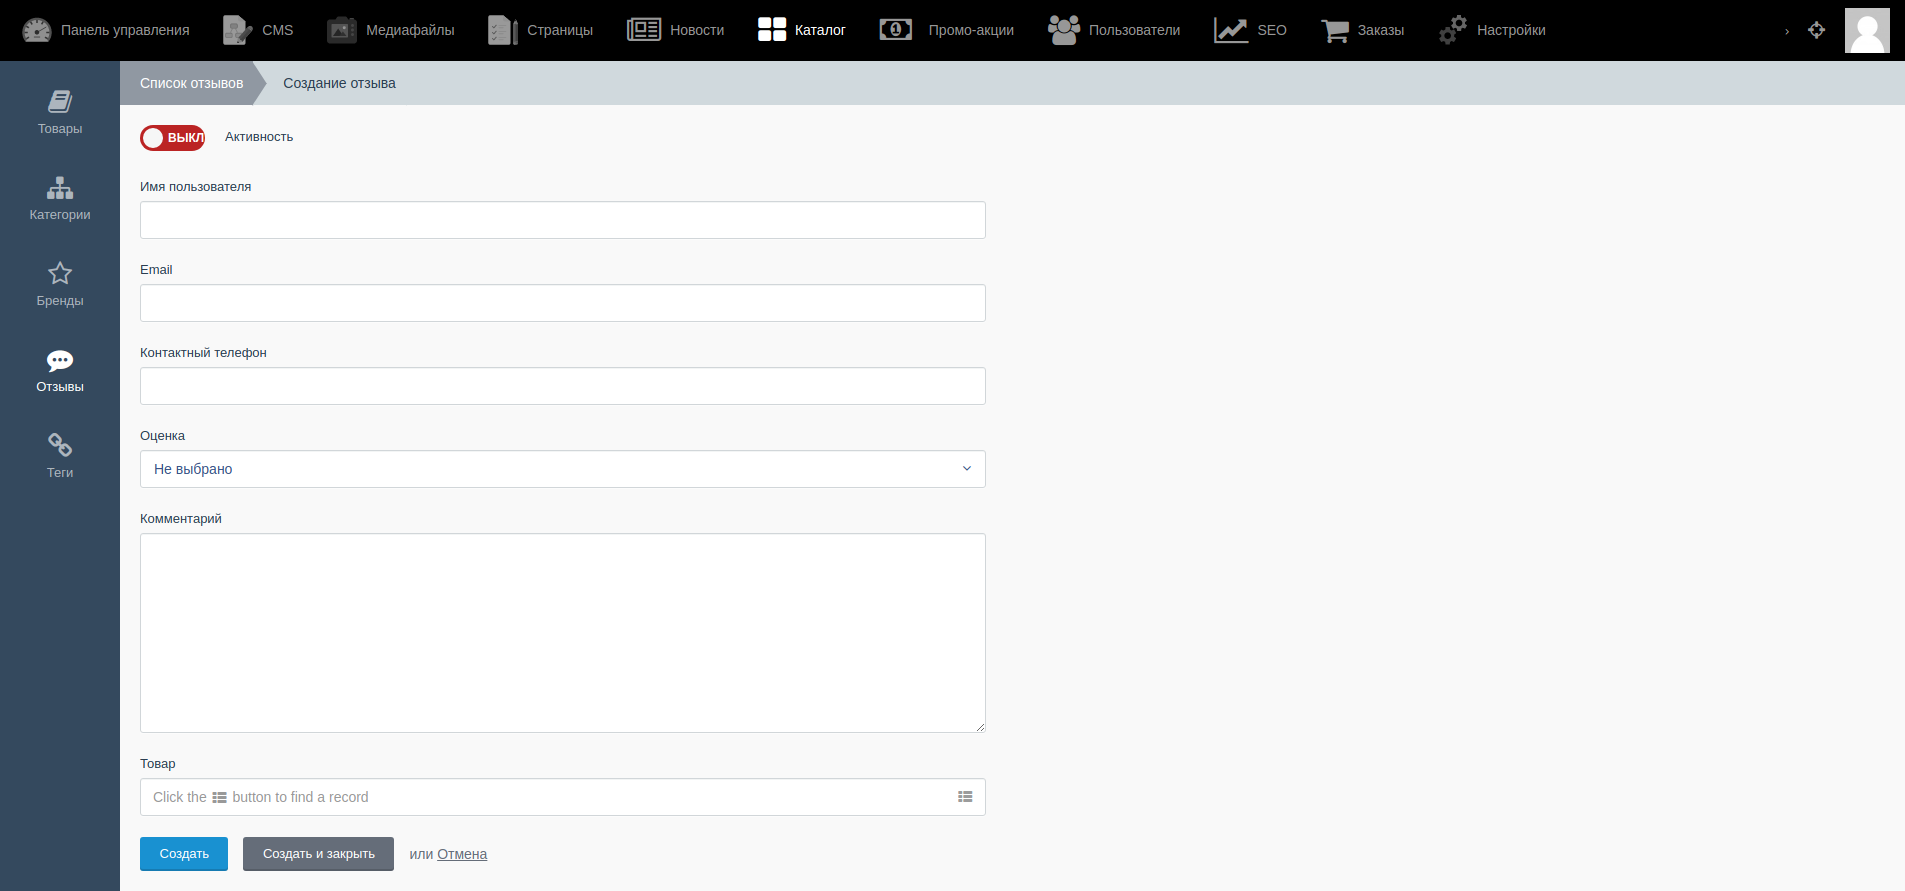 Панель управления CMS Медиафайлы Страницы Новости Каталог Промо-акции Пользователи SEO Заказы Настройки
Список отзывов Создание отзыва
Товары
Категории
Бренды
Отзывы
Теги
ВЫКЛ Активность
Имя пользователя
Email
Контактный телефон
Оценка
Не выбрано
Комментарий
Товар
Click the button to find a record
Создать Создать и закрыть или Отмена